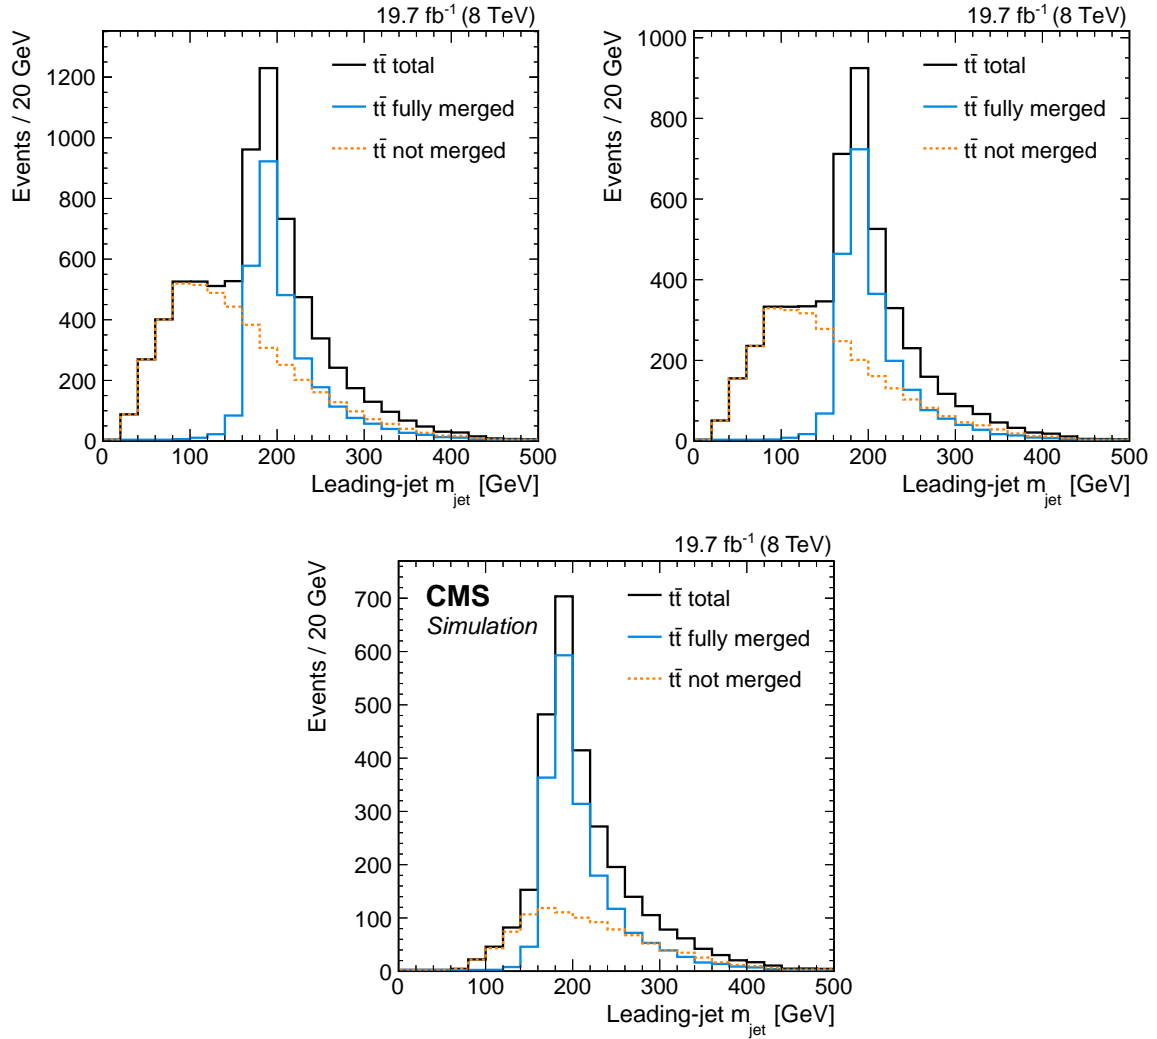 19.7 fb⁻¹ (8 TeV)
Events / 20 GeV
tt̄ total
tt̄ fully merged
tt̄ not merged
1200
1000
800
600
400
200
0
0 100 200 300 400 500
Leading-jet m_jet [GeV]
19.7 fb⁻¹ (8 TeV)
Events / 20 GeV
tt̄ total
tt̄ fully merged
tt̄ not merged
1000
800
600
400
200
0
0 100 200 300 400 500
Leading-jet m_jet [GeV]
19.7 fb⁻¹ (8 TeV)
Events / 20 GeV
CMS
Simulation
tt̄ total
tt̄ fully merged
tt̄ not merged
700
600
500
400
300
200
100
0
0 100 200 300 400 500
Leading-jet m_jet [GeV]